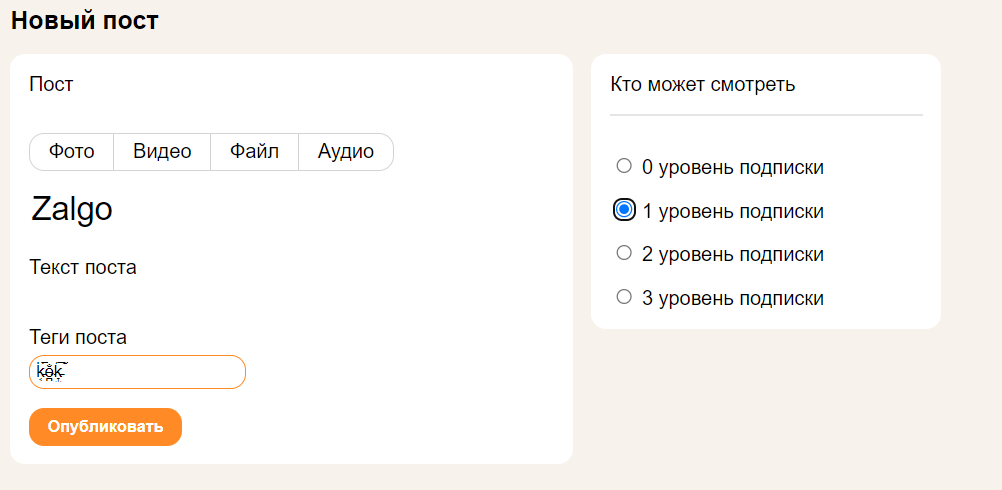 Новый пост
Пост
Фото Видео Файл Аудио
Zalgo
Текст поста
Теги поста
Опубликовать
Кто может смотреть
0 уровень подписки
1 уровень подписки
2 уровень подписки
3 уровень подписки